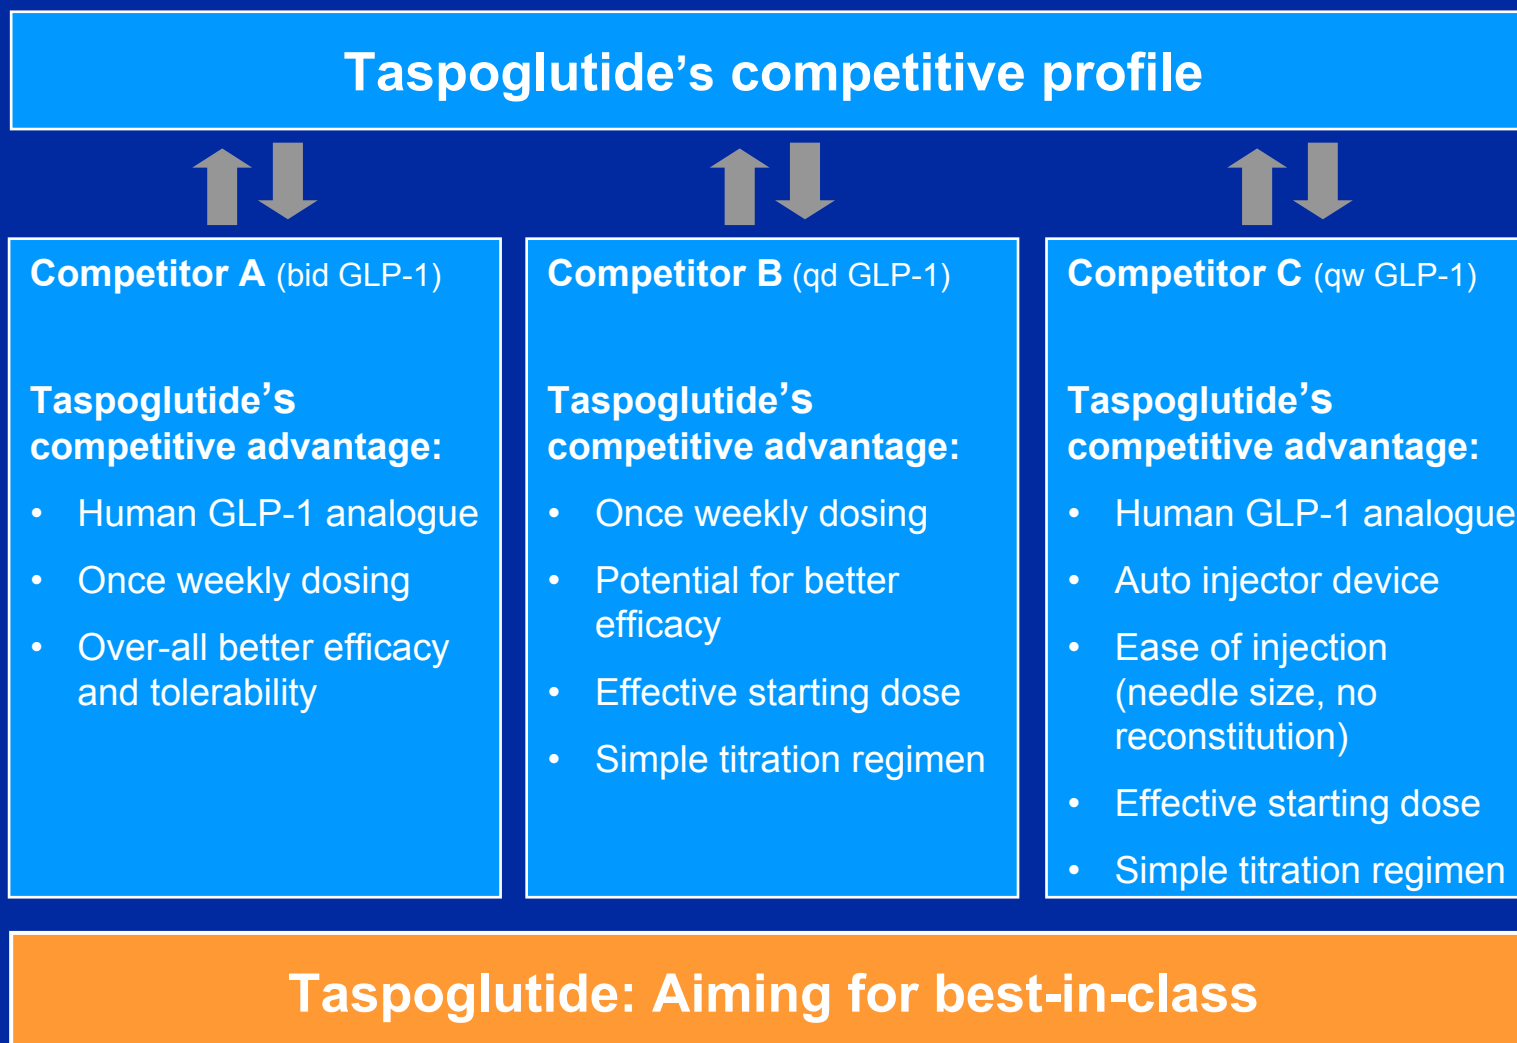 Taspoglutide’s competitive profile
Competitor A (bid GLP-1)
Taspoglutide’s
competitive advantage:
• Human GLP-1 analogue
• Once weekly dosing
• Over-all better efficacy
and tolerability
Competitor B (qd GLP-1)
Taspoglutide’s
competitive advantage:
• Once weekly dosing
• Potential for better
efficacy
• Effective starting dose
• Simple titration regimen
Competitor C (qw GLP-1)
Taspoglutide’s
competitive advantage:
• Human GLP-1 analogue
• Auto injector device
• Ease of injection
(needle size, no
reconstitution)
• Effective starting dose
• Simple titration regimen
Taspoglutide: Aiming for best-in-class